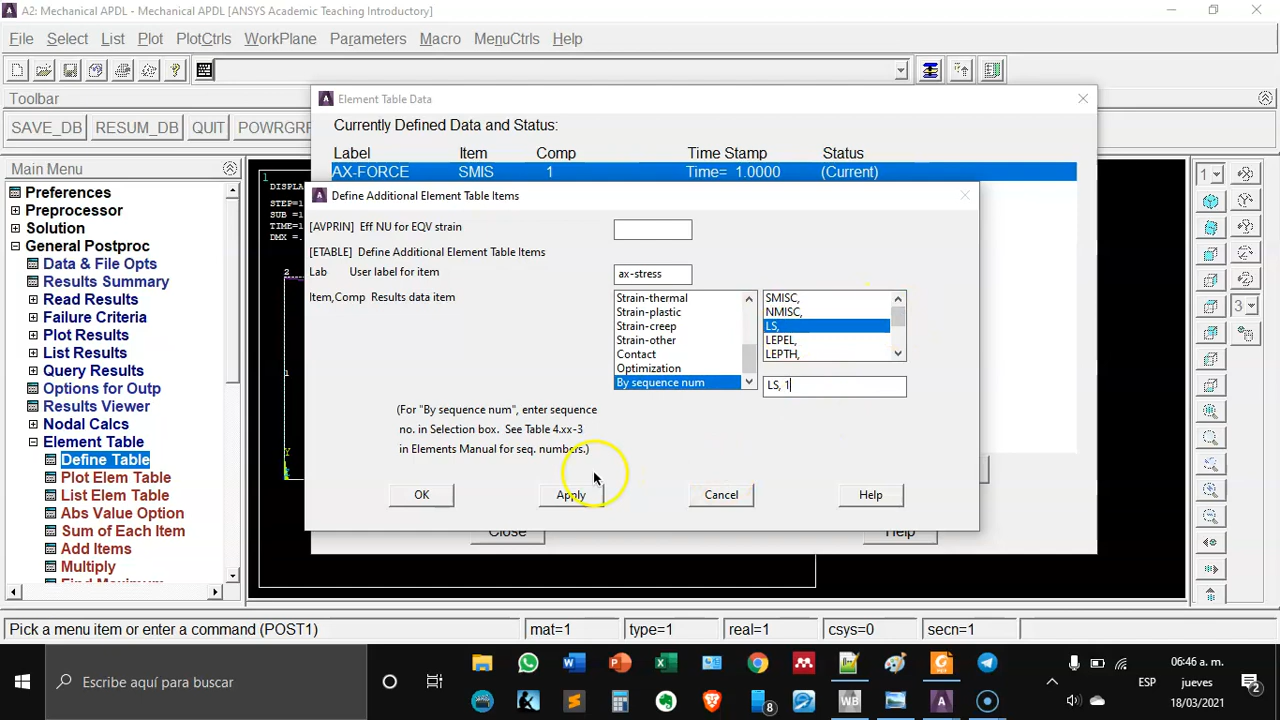 A2: Mechanical APDL - Mechanical APDL [ANSYS Academic Teaching Introductory]
File Select List Plot PlotCtrls WorkPlane Parameters Macro MenuCtrls Help
Toolbar
SAVE_DB RESUM_DB QUIT POWRGRF
Main Menu
Preferences
Preprocessor
Solution
General Postproc
Data & File Opts
Results Summary
Read Results
Failure Criteria
Plot Results
List Results
Query Results
Options for Outp
Results Viewer
Nodal Calcs
Element Table
Define Table
Plot Elem Table
List Elem Table
Abs Value Option
Sum of Each Item
Add Items
Multiply
1
2
1
Y
Element Table Data
Currently Defined Data and Status:
Label Item Comp Time Stamp Status
AX-FORCE SMIS 1 Time= 1.0000 (Current)
Define Additional Element Table Items
[AVPRIN] Eff NU for EQV strain
[ETABLE] Define Additional Element Table Items
Lab User label for item ax-stress
Item,Comp Results data item
Strain-thermal
Strain-plastic
Strain-creep
Strain-other
Contact
Optimization
By sequence num
SMISC,
NMISC,
LS,
LEPEL,
LEPTH,
LS, 1
(For "By sequence num", enter sequence
no. in Selection box. See Table 4.xx-3
in Elements Manual for seq. numbers.)
OK Apply Cancel Help
Close Help
1
3
Pick a menu item or enter a command (POST1) mat=1 type=1 real=1 csys=0 secn=1
Escribe aquí para buscar
ESP
06:46 a. m.
jueves
18/03/2021
8
2